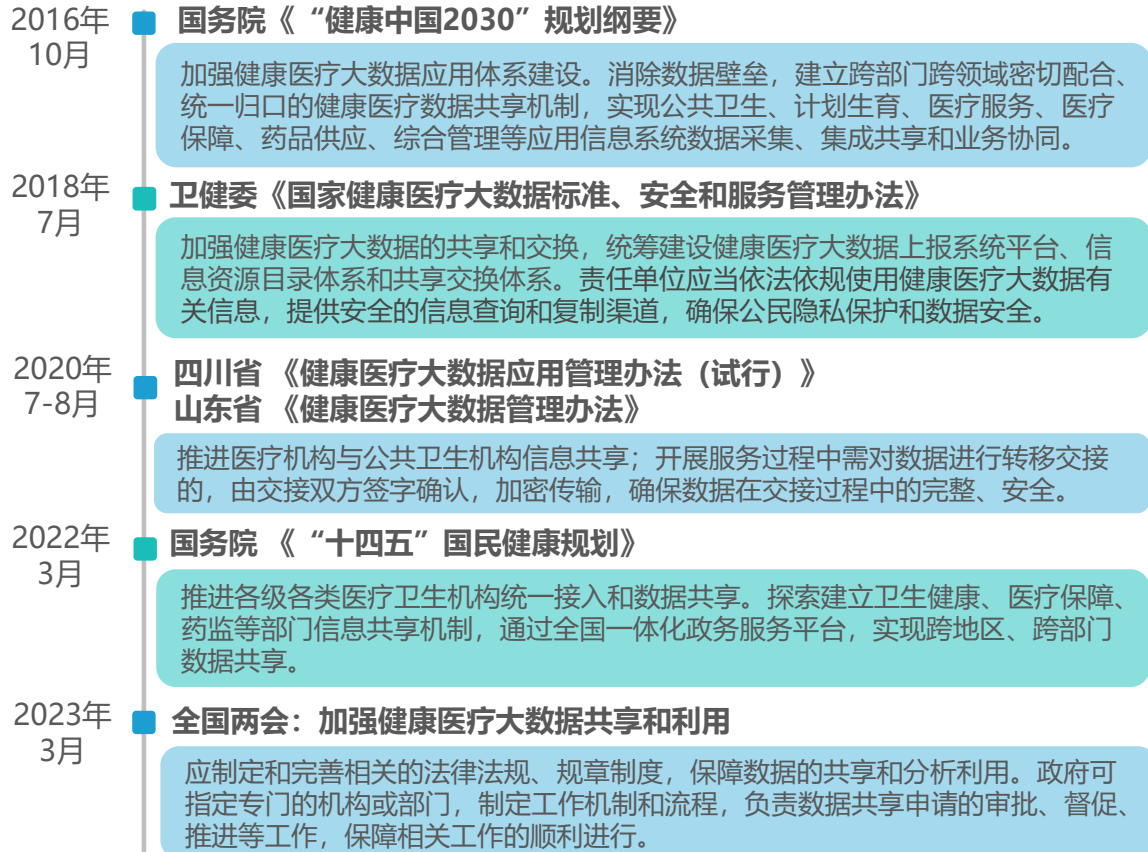 2016年
10月
国务院《“健康中国2030”规划纲要》
加强健康医疗大数据应用体系建设。消除数据壁垒，建立跨部门跨领域密切配合、
统一归口的健康医疗数据共享机制，实现公共卫生、计划生育、医疗服务、医疗
保障、药品供应、综合管理等应用信息系统数据采集、集成共享和业务协同。
2018年
7月
卫健委《国家健康医疗大数据标准、安全和服务管理办法》
加强健康医疗大数据的共享和交换，统筹建设健康医疗大数据上报系统平台、信
息资源目录体系和共享交换体系。责任单位应当依法依规使用健康医疗大数据有
关信息，提供安全的信息查询和复制渠道，确保公民隐私保护和数据安全。
2020年
7-8月
四川省 《健康医疗大数据应用管理办法（试行）》
山东省 《健康医疗大数据管理办法》
推进医疗机构与公共卫生机构信息共享；开展服务过程中需对数据进行转移交接
的，由交接双方签字确认，加密传输，确保数据在交接过程中的完整、安全。
2022年
3月
国务院 《“十四五”国民健康规划》
推进各级各类医疗卫生机构统一接入和数据共享。探索建立卫生健康、医疗保障、
药监等部门信息共享机制，通过全国一体化政务服务平台，实现跨地区、跨部门
数据共享。
2023年
3月
全国两会：加强健康医疗大数据共享和利用
应制定和完善相关的法律法规、规章制度，保障数据的共享和分析利用。政府可
指定专门的机构或部门，制定工作机制和流程，负责数据共享申请的审批、督促、
推进等工作，保障相关工作的顺利进行。